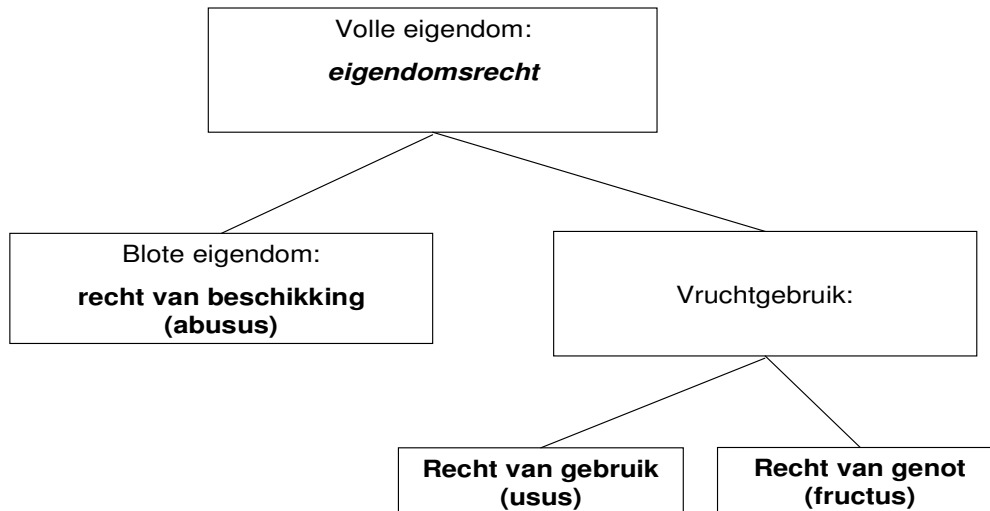 Volle eigendom:
eigendomsrecht
Blote eigendom:
recht van beschikking
(abusus)
Vruchtgebruik:
Recht van gebruik
(usus)
Recht van genot
(fructus)